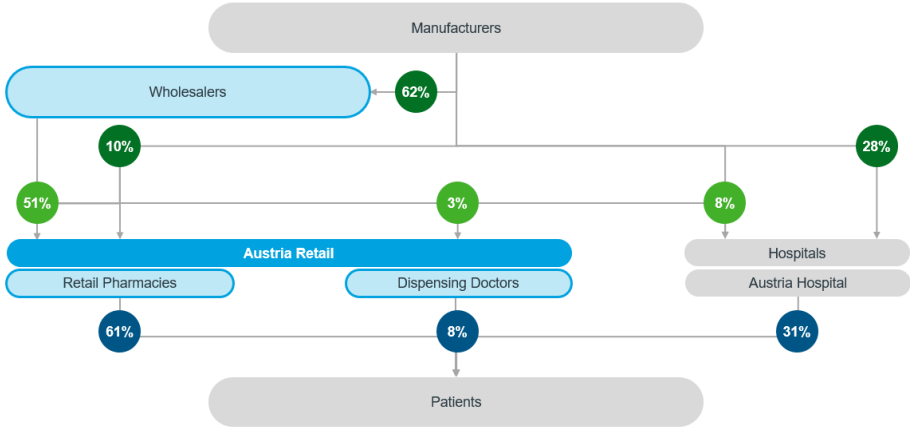 Manufacturers
Wholesalers
62%
10%
28%
51%
3%
8%
Austria Retail
Hospitals
Retail Pharmacies
Dispensing Doctors
Austria Hospital
61%
8%
31%
Patients